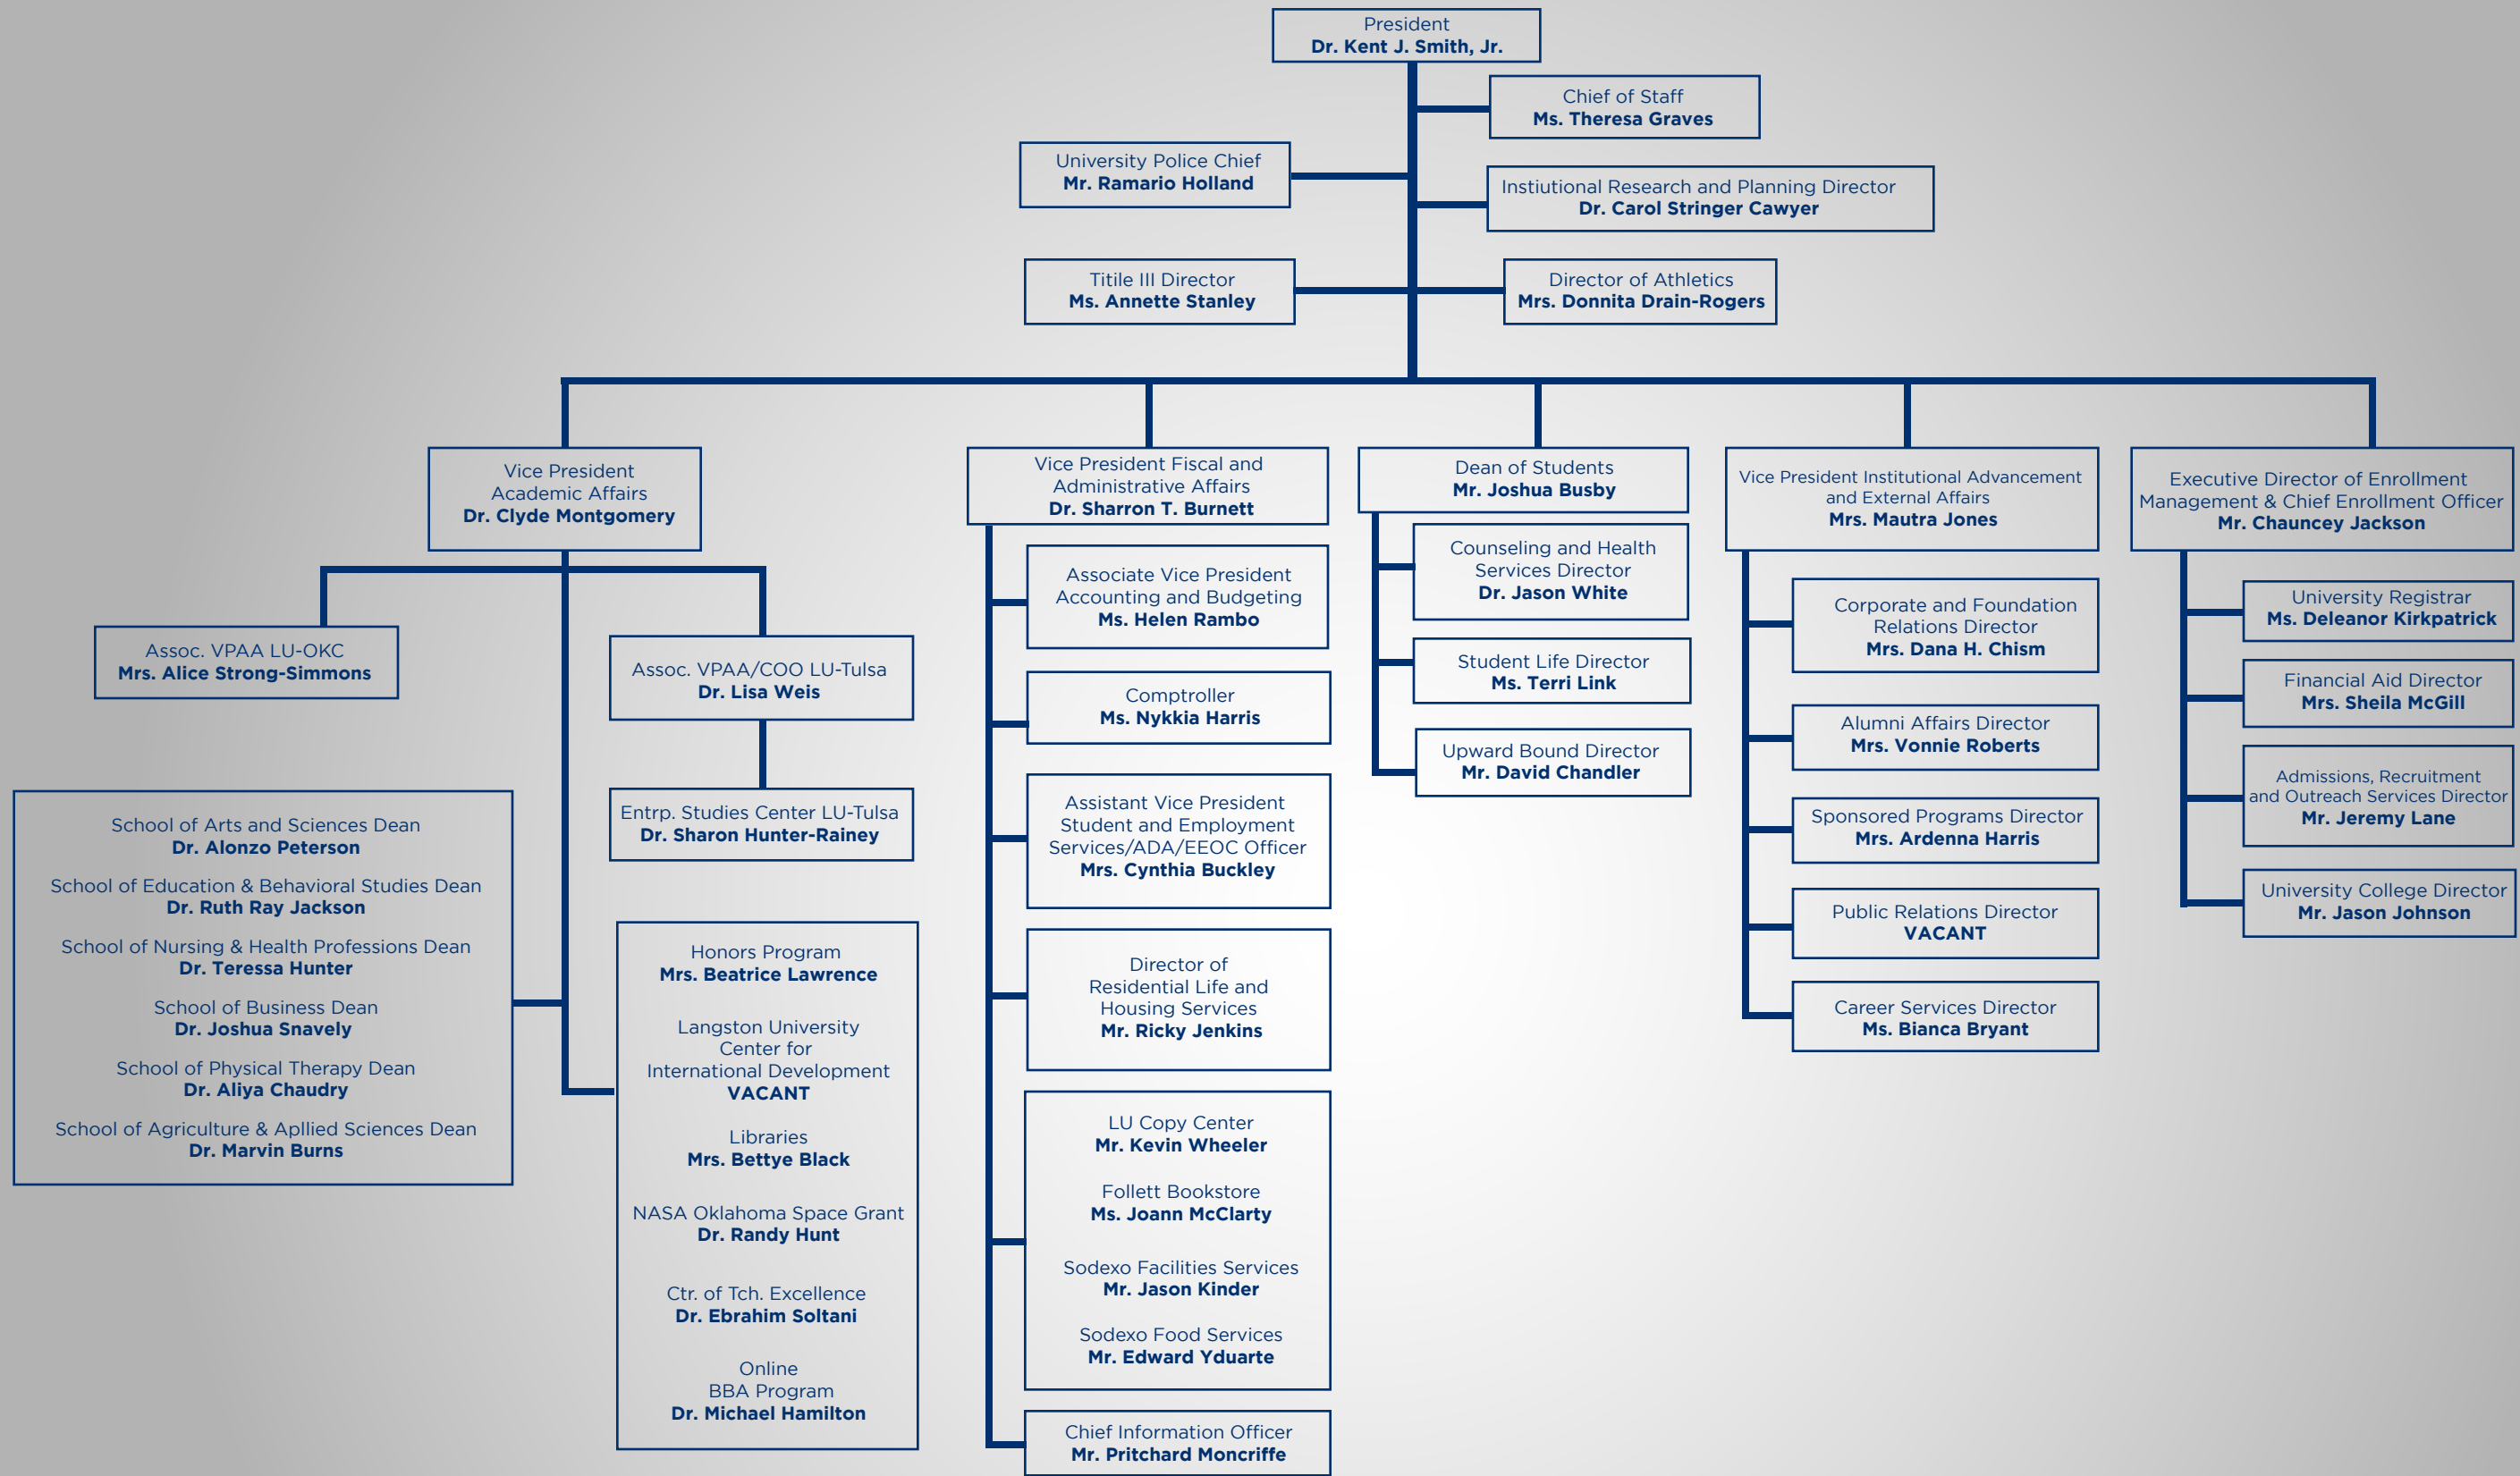 President
Dr. Kent J. Smith, Jr.
Chief of Staff
Ms. Theresa Graves
University Police Chief
Mr. Ramario Holland
Instiutional Research and Planning Director
Dr. Carol Stringer Cawyer
Titile III Director
Ms. Annette Stanley
Director of Athletics
Mrs. Donnita Drain-Rogers
Vice President
Academic Affairs
Dr. Clyde Montgomery
Assoc. VPAA LU-OKC
Mrs. Alice Strong-Simmons
Assoc. VPAA/COO LU-Tulsa
Dr. Lisa Weis
Entrp. Studies Center LU-Tulsa
Dr. Sharon Hunter-Rainey
School of Arts and Sciences Dean
Dr. Alonzo Peterson
School of Education & Behavioral Studies Dean
Dr. Ruth Ray Jackson
School of Nursing & Health Professions Dean
Dr. Teressa Hunter
School of Business Dean
Dr. Joshua Snavely
School of Physical Therapy Dean
Dr. Aliya Chaudry
School of Agriculture & Apllied Sciences Dean
Dr. Marvin Burns
Honors Program
Mrs. Beatrice Lawrence
Langston University
Center for
International Development
VACANT
Libraries
Mrs. Bettye Black
NASA Oklahoma Space Grant
Dr. Randy Hunt
Ctr. of Tch. Excellence
Dr. Ebrahim Soltani
Online
BBA Program
Dr. Michael Hamilton
Vice President Fiscal and
Administrative Affairs
Dr. Sharron T. Burnett
Associate Vice President
Accounting and Budgeting
Ms. Helen Rambo
Comptroller
Ms. Nykkia Harris
Assistant Vice President
Student and Employment
Services/ADA/EEOC Officer
Mrs. Cynthia Buckley
Director of
Residential Life and
Housing Services
Mr. Ricky Jenkins
LU Copy Center
Mr. Kevin Wheeler
Follett Bookstore
Ms. Joann McClarty
Sodexo Facilities Services
Mr. Jason Kinder
Sodexo Food Services
Mr. Edward Yduarte
Chief Information Officer
Mr. Pritchard Moncriffe
Dean of Students
Mr. Joshua Busby
Counseling and Health
Services Director
Dr. Jason White
Student Life Director
Ms. Terri Link
Upward Bound Director
Mr. David Chandler
Vice President Institutional Advancement
and External Affairs
Mrs. Mautra Jones
Corporate and Foundation
Relations Director
Mrs. Dana H. Chism
Alumni Affairs Director
Mrs. Vonnie Roberts
Sponsored Programs Director
Mrs. Ardenna Harris
Public Relations Director
VACANT
Career Services Director
Ms. Bianca Bryant
Executive Director of Enrollment
Management & Chief Enrollment Officer
Mr. Chauncey Jackson
University Registrar
Ms. Deleanor Kirkpatrick
Financial Aid Director
Mrs. Sheila McGill
Admissions, Recruitment
and Outreach Services Director
Mr. Jeremy Lane
University College Director
Mr. Jason Johnson